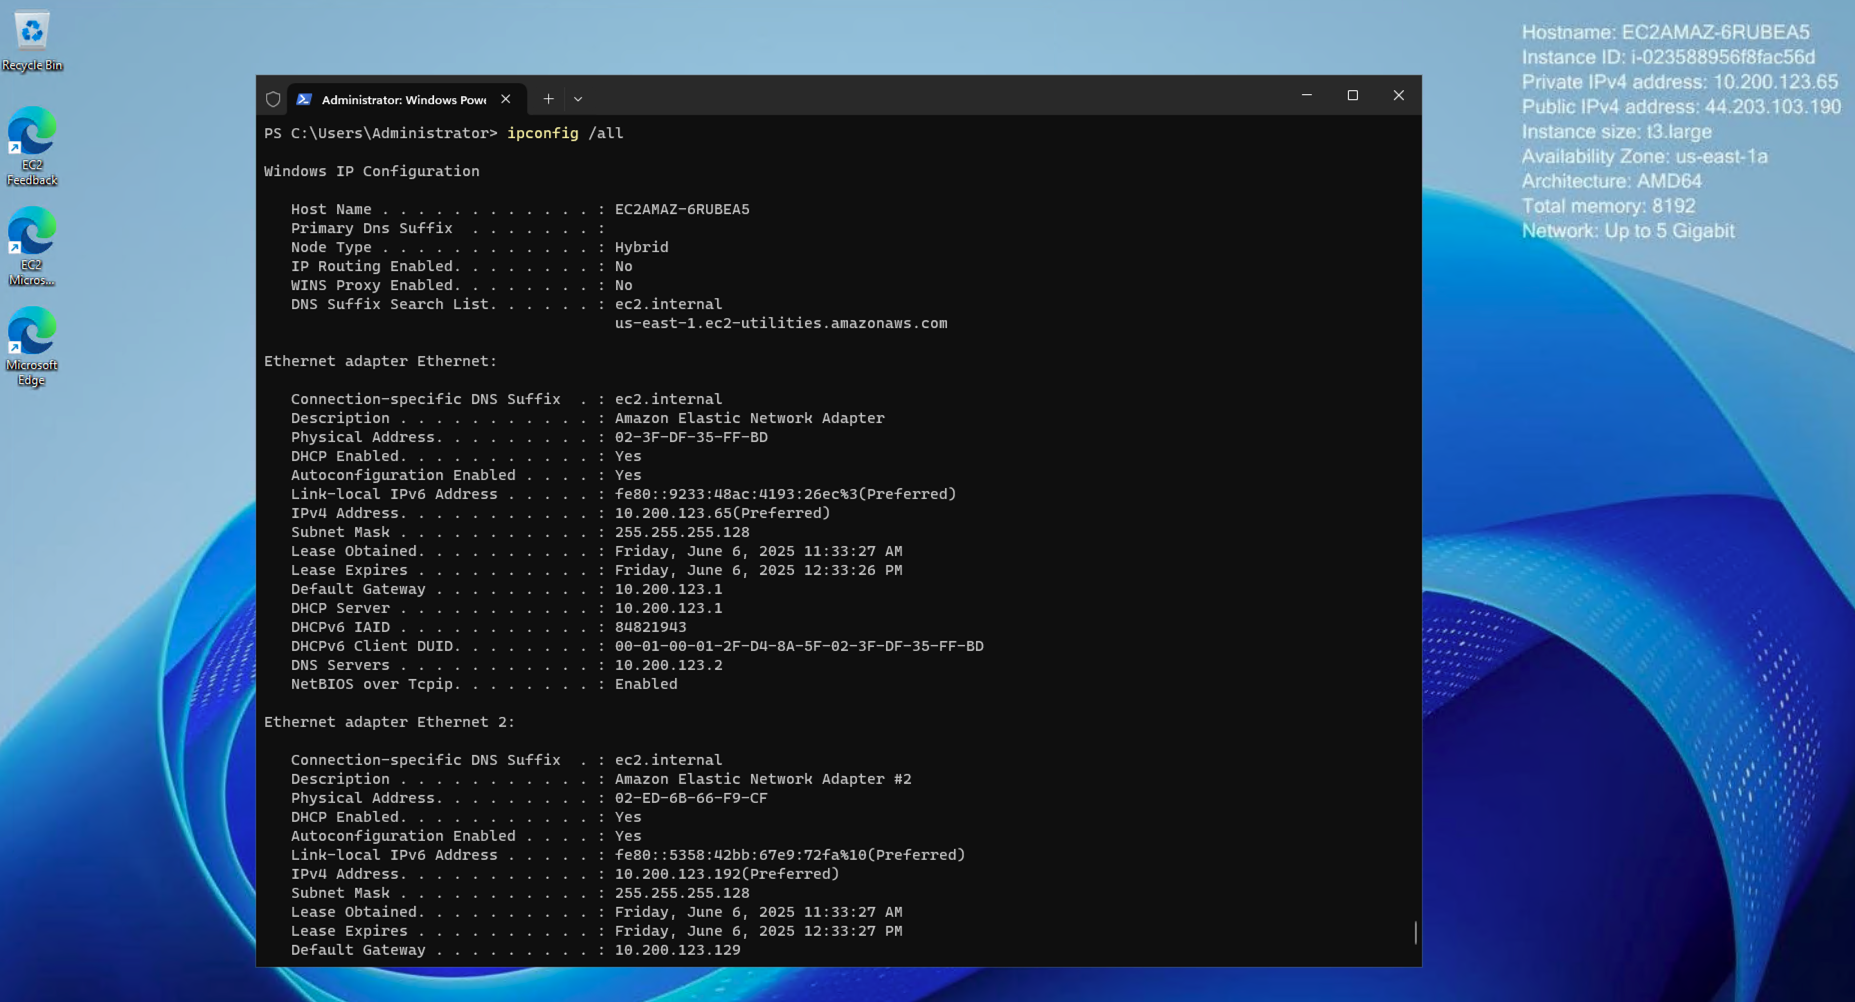 Recycle Bin
EC2
Feedback
EC2
Micros...
Microsoft
Edge
Hostname: EC2AMAZ-6RUBEA5
Instance ID: i-023588956f8fac56d
Private IPv4 address: 10.200.123.65
Public IPv4 address: 44.203.103.190
Instance size: t3.large
Availability Zone: us-east-1a
Architecture: AMD64
Total memory: 8192
Network: Up to 5 Gigabit
Administrator: Windows Powe
PS C:\Users\Administrator> ipconfig /all
Windows IP Configuration
Host Name . . . . . . . . . . . . : EC2AMAZ-6RUBEA5
Primary Dns Suffix  . . . . . . . :
Node Type . . . . . . . . . . . . : Hybrid
IP Routing Enabled. . . . . . . . : No
WINS Proxy Enabled. . . . . . . . : No
DNS Suffix Search List. . . . . . : ec2.internal
us-east-1.ec2-utilities.amazonaws.com
Ethernet adapter Ethernet:
Connection-specific DNS Suffix  . : ec2.internal
Description . . . . . . . . . . . : Amazon Elastic Network Adapter
Physical Address. . . . . . . . . : 02-3F-DF-35-FF-BD
DHCP Enabled. . . . . . . . . . . : Yes
Autoconfiguration Enabled . . . . : Yes
Link-local IPv6 Address . . . . . : fe80::9233:48ac:4193:26ec%3(Preferred)
IPv4 Address. . . . . . . . . . . : 10.200.123.65(Preferred)
Subnet Mask . . . . . . . . . . . : 255.255.255.128
Lease Obtained. . . . . . . . . . : Friday, June 6, 2025 11:33:27 AM
Lease Expires . . . . . . . . . . : Friday, June 6, 2025 12:33:26 PM
Default Gateway . . . . . . . . . : 10.200.123.1
DHCP Server . . . . . . . . . . . : 10.200.123.1
DHCPv6 IAID . . . . . . . . . . . : 84821943
DHCPv6 Client DUID. . . . . . . . : 00-01-00-01-2F-D4-8A-5F-02-3F-DF-35-FF-BD
DNS Servers . . . . . . . . . . . : 10.200.123.2
NetBIOS over Tcpip. . . . . . . . : Enabled
Ethernet adapter Ethernet 2:
Connection-specific DNS Suffix  . : ec2.internal
Description . . . . . . . . . . . : Amazon Elastic Network Adapter #2
Physical Address. . . . . . . . . : 02-ED-6B-66-F9-CF
DHCP Enabled. . . . . . . . . . . : Yes
Autoconfiguration Enabled . . . . : Yes
Link-local IPv6 Address . . . . . : fe80::5358:42bb:67e9:72fa%10(Preferred)
IPv4 Address. . . . . . . . . . . : 10.200.123.192(Preferred)
Subnet Mask . . . . . . . . . . . : 255.255.255.128
Lease Obtained. . . . . . . . . . : Friday, June 6, 2025 11:33:27 AM
Lease Expires . . . . . . . . . . : Friday, June 6, 2025 12:33:27 PM
Default Gateway . . . . . . . . . : 10.200.123.129